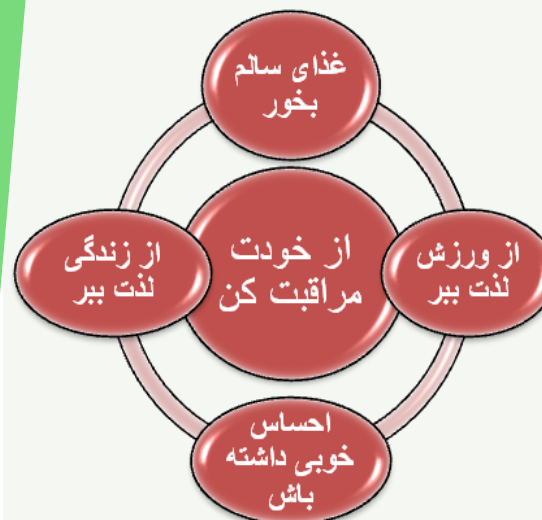 غذای سالم
بخور
از ورزش
لذت ببر
از خودت
مراقبت کن
از زندگی
لذت ببر
احساس
خوبی داشته
باش